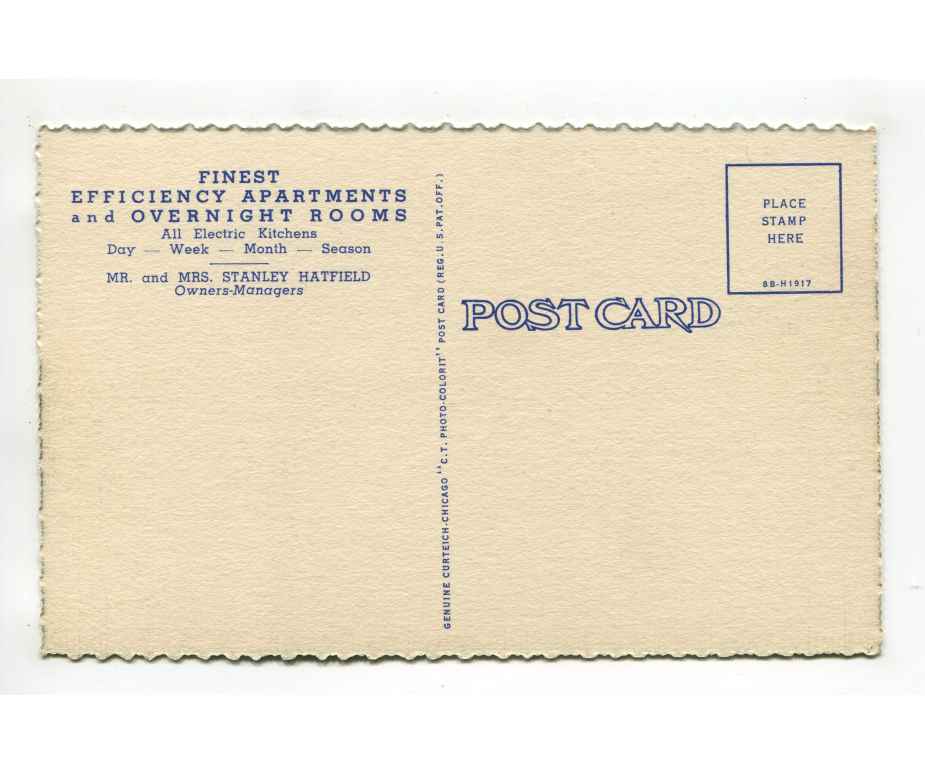 FINEST
EFFICIENCY APARTMENTS
and OVERNIGHT ROOMS
All Electric Kitchens
Day — Week — Month — Season
MR. and MRS. STANLEY HATFIELD
Owners-Managers
GENUINE CURTEICH-CHICAGO "C.T. PHOTO-COLORIT" POST CARD (REG. U.S. PAT. OFF.)
POST CARD
PLACE
STAMP
HERE
8B-H1917